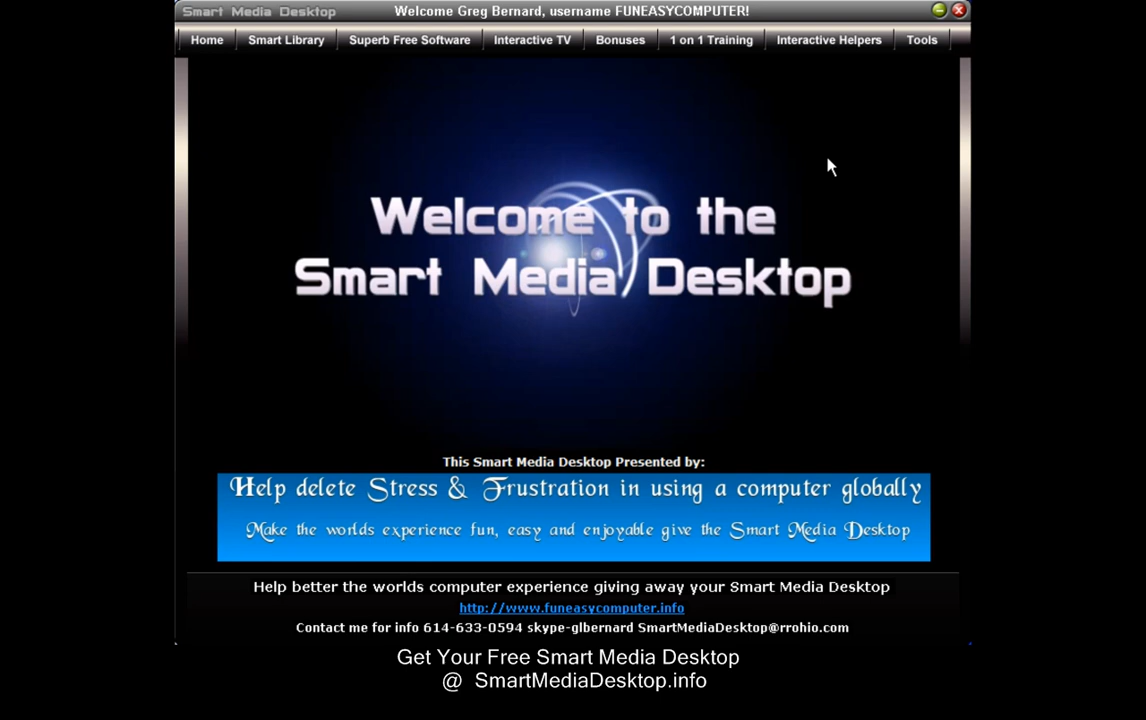 Smart Media Desktop
Welcome Greg Bernard, username FUNEASYCOMPUTER!
Home Smart Library Superb Free Software Interactive TV Bonuses 1 on 1 Training Interactive Helpers Tools
Welcome to the
Smart Media Desktop
This Smart Media Desktop Presented by:
Help delete Stress & Frustration in using a computer globally
Make the worlds experience fun, easy and enjoyable give the Smart Media Desktop
Help better the worlds computer experience giving away your Smart Media Desktop
http://www.funeasycomputer.info
Contact me for info 614-633-0594 skype-glbernard SmartMediaDesktop@rrohio.com
Get Your Free Smart Media Desktop
@ SmartMediaDesktop.info